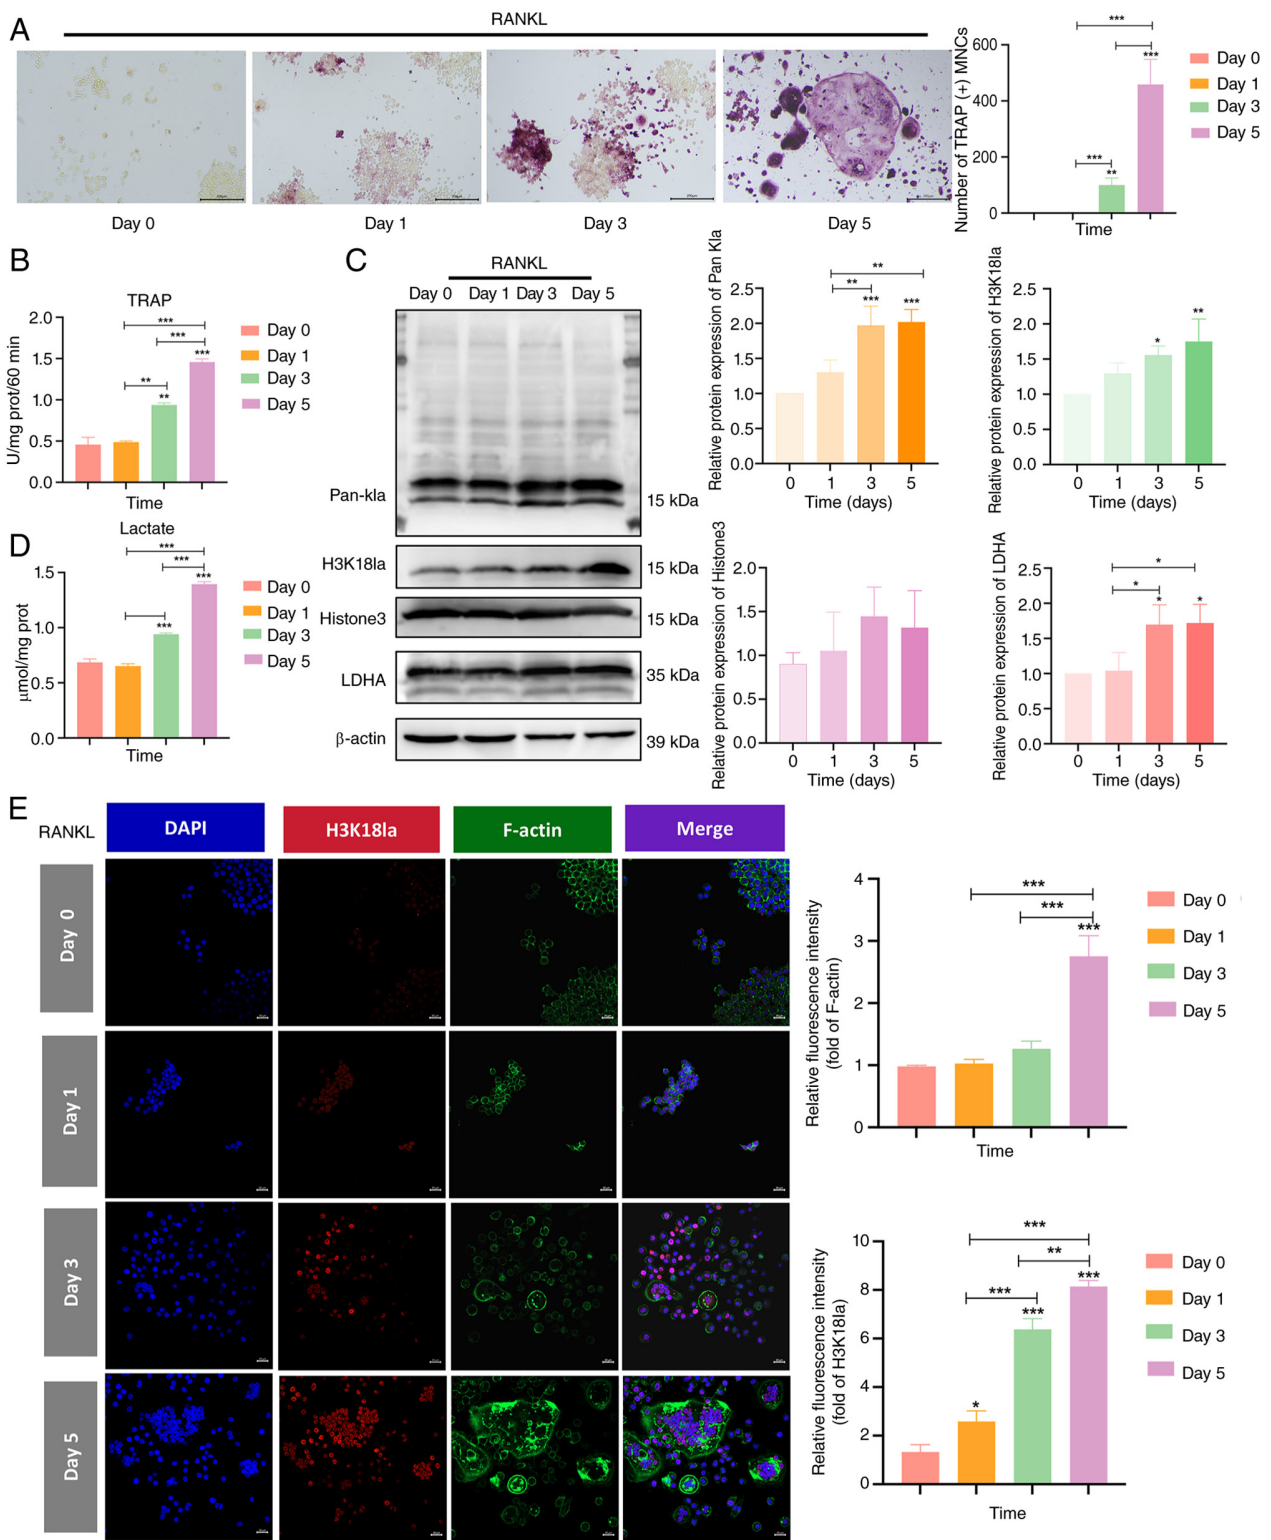 A
RANKL
Day 0
Day 1
Day 3
Day 5
Number of TRAP (+) MNCs
600
400
200
0
***
***
***
**
Time
Day 0
Day 1
Day 3
Day 5
B
TRAP
U/mg prot/60 min
2.0
1.5
1.0
0.5
0.0
***
***
***
**
**
Time
Day 0
Day 1
Day 3
Day 5
C
RANKL
Day 0 Day 1 Day 3 Day 5
Pan-kla
15 kDa
H3K18la
15 kDa
Histone3
15 kDa
LDHA
35 kDa
β-actin
39 kDa
Relative protein expression of Pan Kla
2.5
2.0
1.5
1.0
0.5
0.0
**
**
***
***
0 1 3 5
Time (days)
Relative protein expression of H3K18la
2.5
2.0
1.5
1.0
0.5
0.0
*
**
0 1 3 5
Time (days)
Relative protein expression of Histone3
2.0
1.5
1.0
0.5
0.0
0 1 3 5
Time (days)
Relative protein expression of LDHA
2.5
2.0
1.5
1.0
0.5
0.0
*
*
*
*
0 1 3 5
Time (days)
D
Lactate
μmol/mg prot
1.5
1.0
0.5
0.0
***
***
***
***
Time
Day 0
Day 1
Day 3
Day 5
E
RANKL
DAPI
H3K18la
F-actin
Merge
Day 0
Day 1
Day 3
Day 5
Relative fluorescence intensity
(fold of F-actin)
4
3
2
1
0
***
***
***
Time
Day 0
Day 1
Day 3
Day 5
Relative fluorescence intensity
(fold of H3K18la)
10
8
6
4
2
0
***
**
***
***
***
*
Time
Day 0
Day 1
Day 3
Day 5